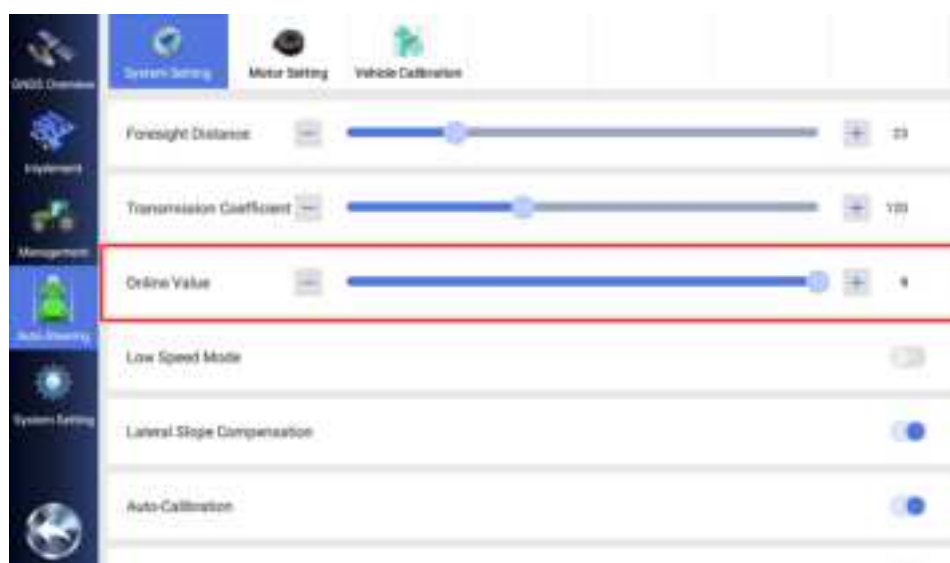 GNSS Overview
Implement
Management
Auto-Steering
System Setting
System Setting
Motor Setting
Vehicle Calibration
Foresight Distance
23
Transmission Coefficient
120
Online Value
Low Speed Mode
Lateral Slope Compensation
Auto-Calibration